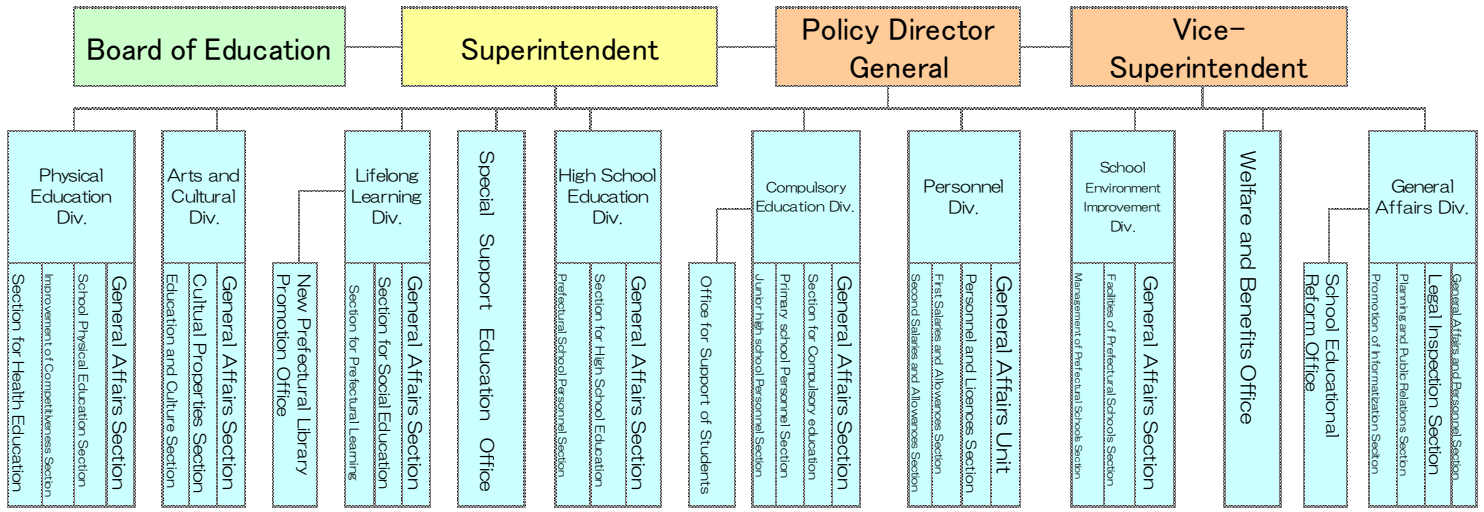 Board of Education
Superintendent
Policy Director
General
Vice-
Superintendent
Physical
Education
Div.
General Affairs Section
School Physical Education Section
Improvement of Competitiveness Section
Section for Health Education
Arts and
Cultural
Div.
General Affairs Section
Cultural Properties Section
Education and Culture Section
Lifelong
Learning
Div.
New Prefectural Library
Promotion Office
General Affairs Section
Section for Social Education
Section for Prefectural Learning
Special Support Education Office
High School
Education
Div.
General Affairs Section
Section for High School Education
Prefectural School Personnel Section
Compulsory
Education Div.
Office for Support of Students
General Affairs Section
Section for Compulsory education
Primary school Personnel Section
Junior high school Personnel Section
Personnel
Div.
General Affairs Unit
Personnel and Licences Section
First Salaries and Allowances Section
Second Salaries and Allowances Section
School
Environment
Improvement
Div.
General Affairs Section
Facilities of Prefectural Schools Section
Management of Prefectural Schools Section
Welfare and Benefits Office
General
Affairs Div.
School Educational
Reform Office
General Affairs and Personnel Section
Legal Inspection Section
Planning and Public Relations Section
Promotion of Informatization Seciton